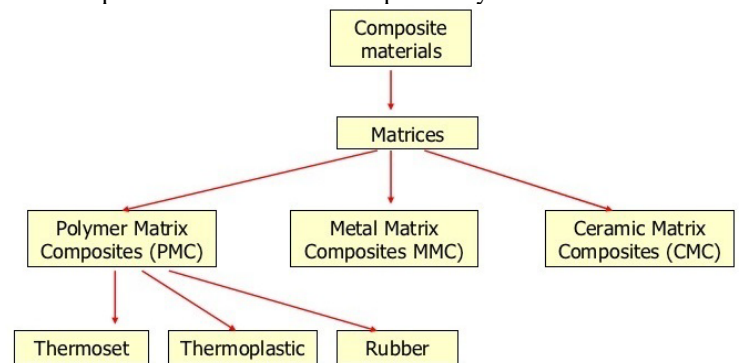 Composite
materials
Matrices
Polymer Matrix
Composites (PMC)
Metal Matrix
Composites MMC)
Ceramic Matrix
Composites (CMC)
Thermoset
Thermoplastic
Rubber